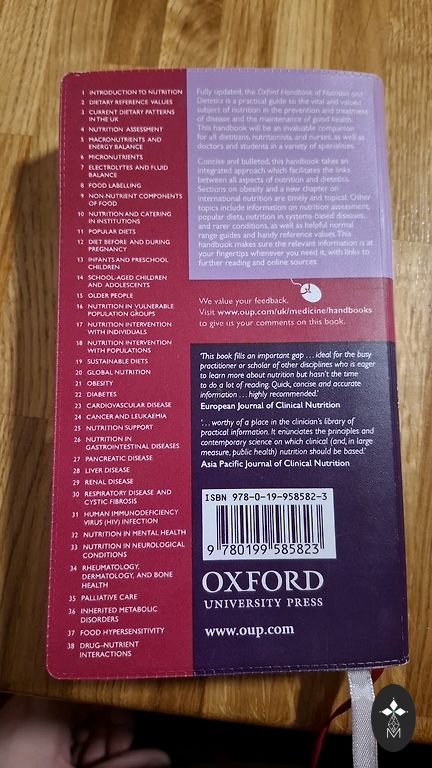 1 INTRODUCTION TO NUTRITION
2 DIETARY REFERENCE VALUES
3 CURRENT DIETARY PATTERNS
IN THE UK
4 NUTRITION ASSESSMENT
5 MACRONUTRIENTS AND
ENERGY BALANCE
6 MICRONUTRIENTS
7 ELECTROLYTES AND FLUID
BALANCE
8 FOOD LABELLING
9 NON-NUTRIENT COMPONENTS
OF FOOD
10 NUTRITION AND CATERING
IN INSTITUTIONS
11 POPULAR DIETS
12 DIET BEFORE AND DURING
PREGNANCY
13 INFANTS AND PRESCHOOL
CHILDREN
14 SCHOOL-AGED CHILDREN
AND ADOLESCENTS
15 OLDER PEOPLE
16 NUTRITION IN VULNERABLE
POPULATION GROUPS
17 NUTRITION INTERVENTION
WITH INDIVIDUALS
18 NUTRITION INTERVENTION
WITH POPULATIONS
19 SUSTAINABLE DIETS
20 GLOBAL NUTRITION
21 OBESITY
22 DIABETES
23 CARDIOVASCULAR DISEASE
24 CANCER AND LEUKAEMIA
25 NUTRITION SUPPORT
26 NUTRITION IN
GASTROINTESTINAL DISEASES
27 PANCREATIC DISEASE
28 LIVER DISEASE
29 RENAL DISEASE
30 RESPIRATORY DISEASE AND
CYSTIC FIBROSIS
31 HUMAN IMMUNODEFICIENCY
VIRUS (HIV) INFECTION
32 NUTRITION IN MENTAL HEALTH
33 NUTRITION IN NEUROLOGICAL
CONDITIONS
34 RHEUMATOLOGY,
DERMATOLOGY, AND BONE
HEALTH
35 PALLIATIVE CARE
36 INHERITED METABOLIC
DISORDERS
37 FOOD HYPERSENSITIVITY
38 DRUG–NUTRIENT
INTERACTIONS
Fully updated, the Oxford Handbook of Nutrition and
Dietetics is a practical guide to the vital and valued
subject of nutrition in the prevention and treatment
of disease and the maintenance of good health.
This handbook will be an invaluable companion
for all dietitians, nutritionists, and nurses, as well as
doctors and students in a variety of specialities.
Concise and bulleted, this handbook takes an
integrated approach which facilitates the links
between all aspects of nutrition and dietetics.
Sections on obesity and a new chapter on
international nutrition are timely and topical. Other
topics include information on nutrition assessment,
popular diets, nutrition in systems-based diseases,
and rarer conditions, as well as helpful normal
range guides and handy reference values. This
handbook makes sure the relevant information is at
your fingertips whenever you need it, with links to
further reading and online sources.
We value your feedback.
Visit www.oup.com/uk/medicine/handbooks
to give us your comments on this book.
'This book fills an important gap . . . ideal for the busy
practitioner or scholar of other disciplines who is eager
to learn more about nutrition but hasn't the time
to do a lot of reading. Quick, concise and accurate
information . . . highly recommended.'
European Journal of Clinical Nutrition
'. . . worthy of a place in the clinician's library of
practical information. It enunciates the principles and
contemporary science on which clinical (and, in large
measure, public health) nutrition should be based.'
Asia Pacific Journal of Clinical Nutrition
ISBN 978-0-19-958582-3
9 780199 585823
OXFORD
UNIVERSITY PRESS
www.oup.com
M